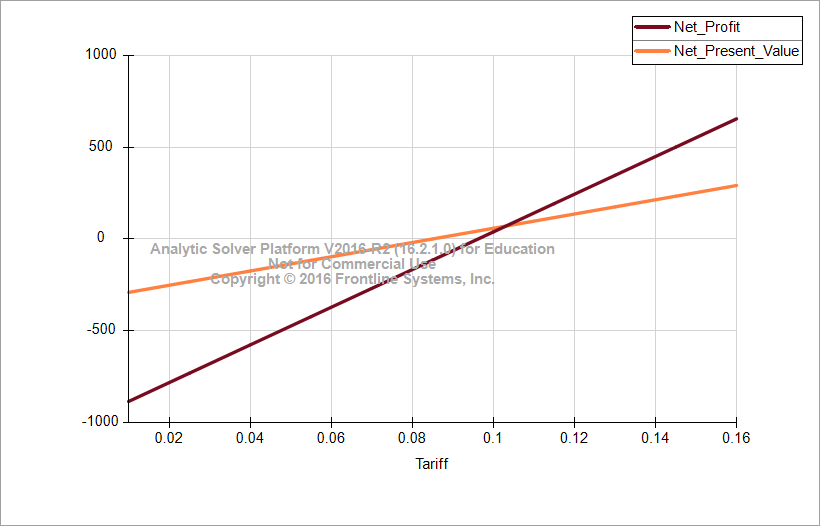 Net_Profit
Net_Present_Value
1000
500
0
Analytic Solver Platform V2016-R2 (16.2.1.0) for Education
Not for Commercial Use
Copyright © 2016 Frontline Systems, Inc.
-500
-1000
0.02 0.04 0.06 0.08 0.1 0.12 0.14 0.16
Tariff